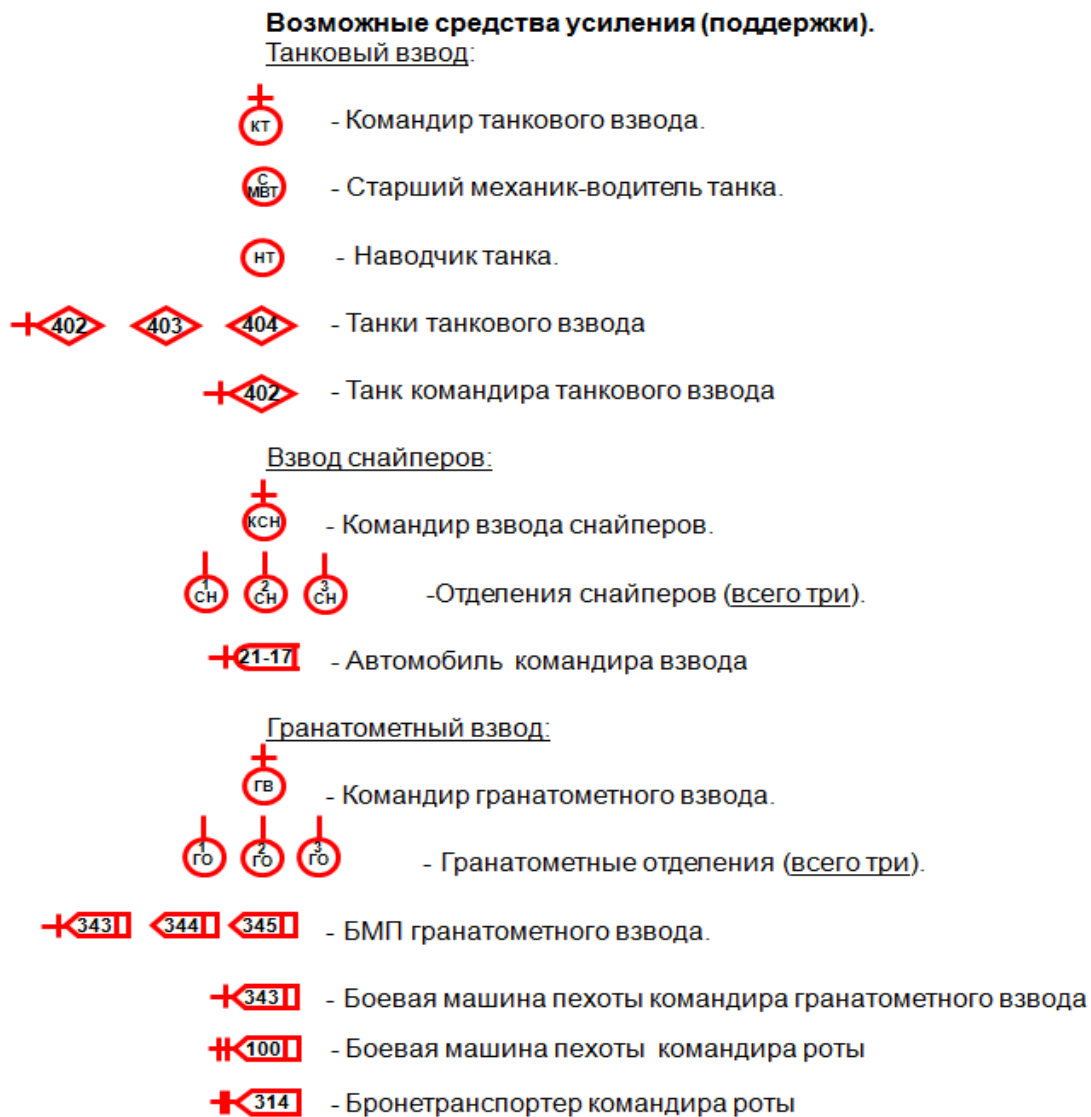 Возможные средства усиления (поддержки).
Танковый взвод:
КТ - Командир танкового взвода.
С МВТ - Старший механик-водитель танка.
НТ - Наводчик танка.
402 403 404 - Танки танкового взвода
402 - Танк командира танкового взвода
Взвод снайперов:
КСН - Командир взвода снайперов.
1 СН 2 СН 3 СН -Отделения снайперов (всего три).
21-17 - Автомобиль командира взвода
Гранатометный взвод:
ГВ - Командир гранатометного взвода.
1 ГО 2 ГО 3 ГО - Гранатометные отделения (всего три).
343 344 345 - БМП гранатометного взвода.
343 - Боевая машина пехоты командира гранатометного взвода
100 - Боевая машина пехоты командира роты
314 - Бронетранспортер командира роты